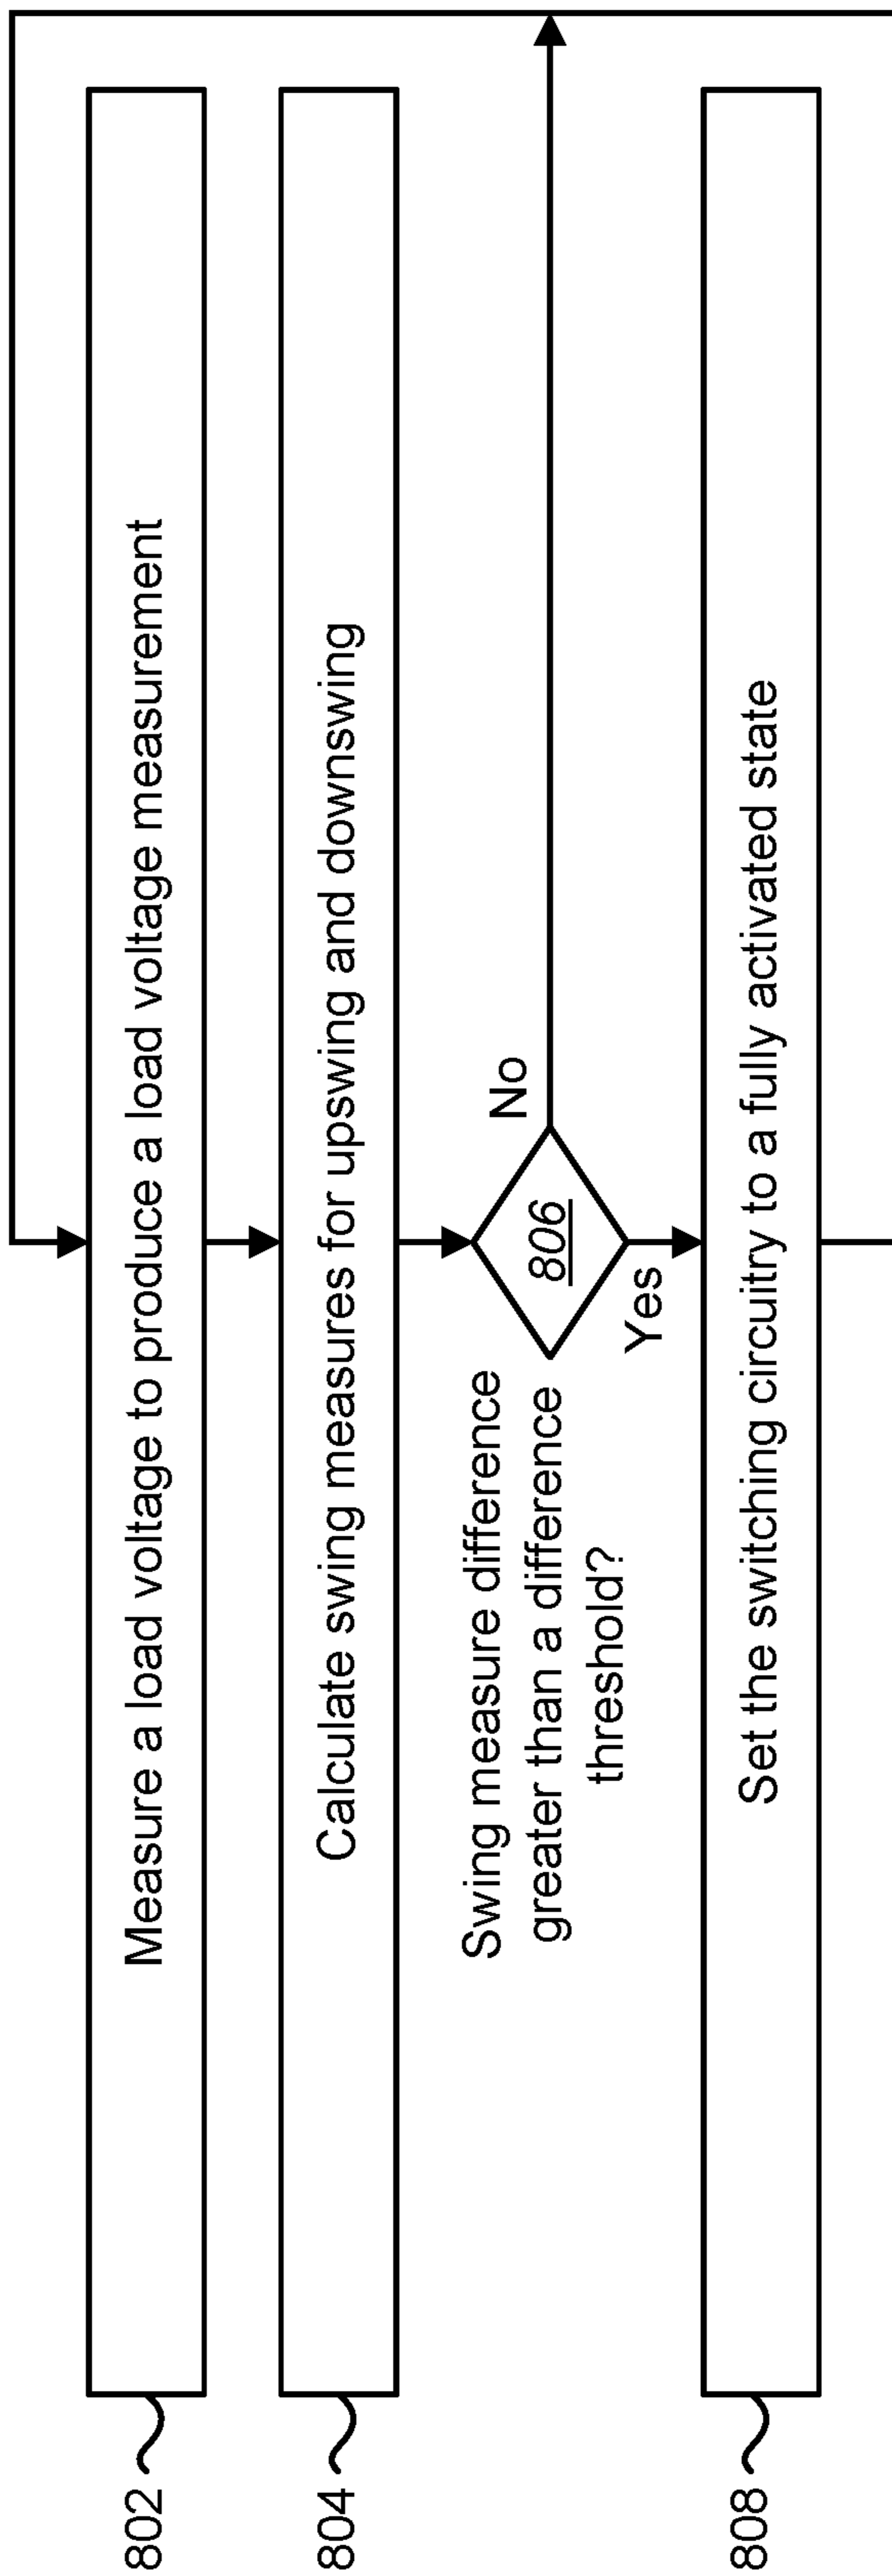 802
Measure a load voltage to produce a load voltage measurement
804
Calculate swing measures for upswing and downswing
Swing measure difference
greater than a difference
threshold?
806
No
Yes
808
Set the switching circuitry to a fully activated state